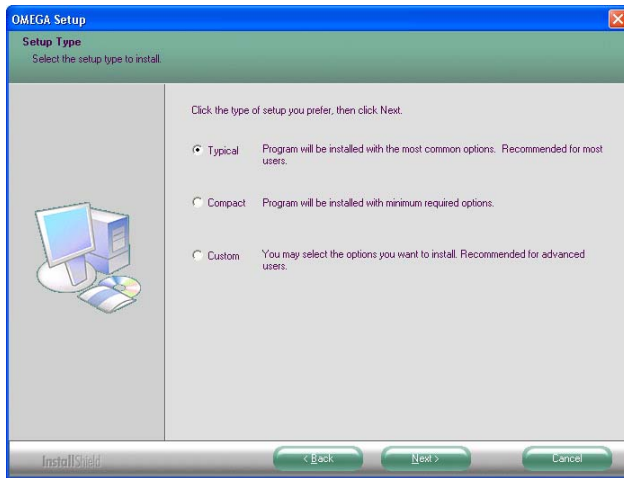 OMEGA Setup
Setup Type
Select the setup type to install.
Click the type of setup you prefer, then click Next.
Typical Program will be installed with the most common options. Recommended for most
users.
Compact Program will be installed with minimum required options.
Custom You may select the options you want to install. Recommended for advanced
users.
InstallShield < Back Next > Cancel